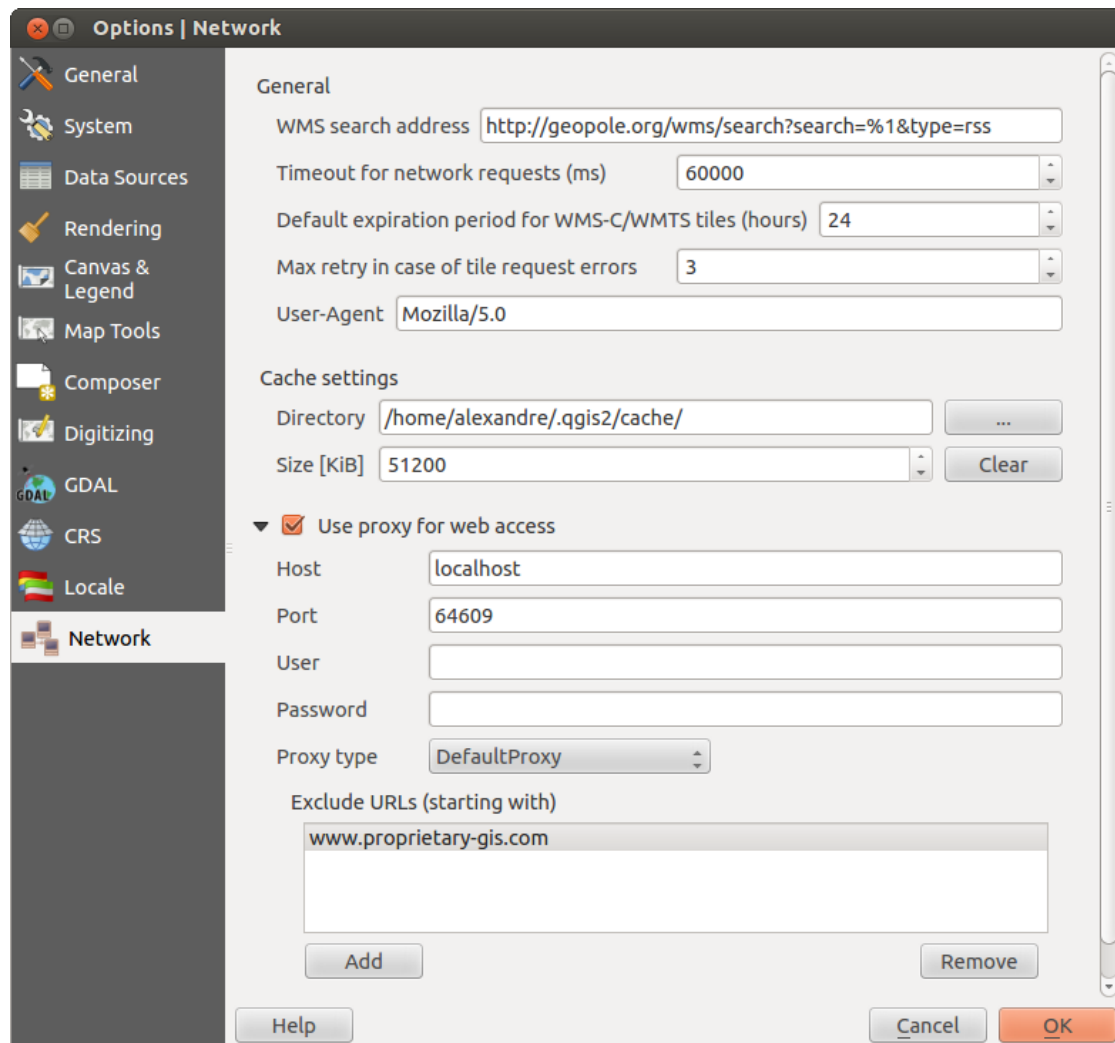 Options | Network
General
System
Data Sources
Rendering
Canvas &
Legend
Map Tools
Composer
Digitizing
GDAL
GDAL
CRS
Locale
Network
General
WMS search address http://geopole.org/wms/search?search=%1&type=rss
Timeout for network requests (ms) 60000
Default expiration period for WMS-C/WMTS tiles (hours) 24
Max retry in case of tile request errors 3
User-Agent Mozilla/5.0
Cache settings
Directory /home/alexandre/.qgis2/cache/ ...
Size [KiB] 51200 Clear
Use proxy for web access
Host localhost
Port 64609
User
Password
Proxy type DefaultProxy
Exclude URLs (starting with)
www.proprietary-gis.com
Add Remove
Help Cancel OK